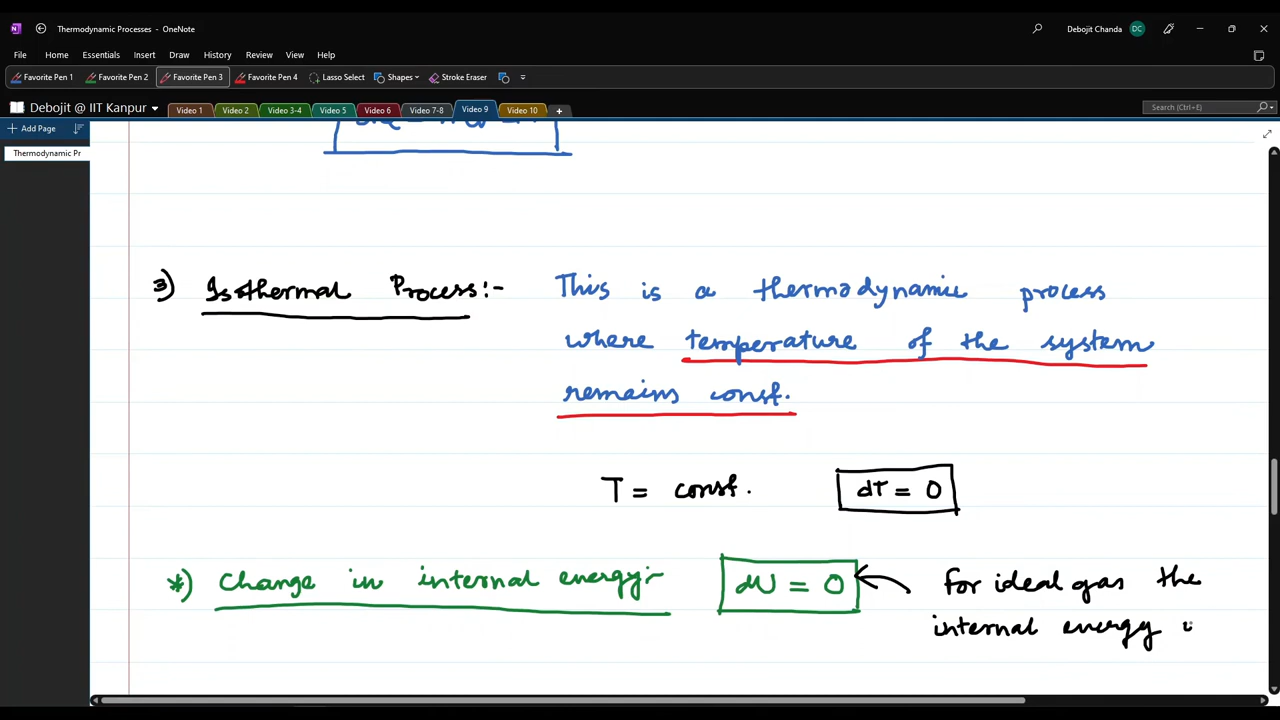 Thermodynamic Processes - OneNote
Debojit Chanda DC
File Home Essentials Insert Draw History Review View Help
Favorite Pen 1 Favorite Pen 2 Favorite Pen 3 Favorite Pen 4 Lasso Select Shapes Stroke Eraser
Debojit @ IIT Kanpur Video 1 Video 2 Video 3-4 Video 5 Video 6 Video 7-8 Video 9 Video 10 Search (Ctrl+E)
Add Page
Thermodynamic Pr
3) Isothermal Process:- This is a thermodynamic process
where temperature of the system
remains const.
T = const. dT = 0
*) Change in internal energy:- dU = 0 for ideal gas the
internal energy